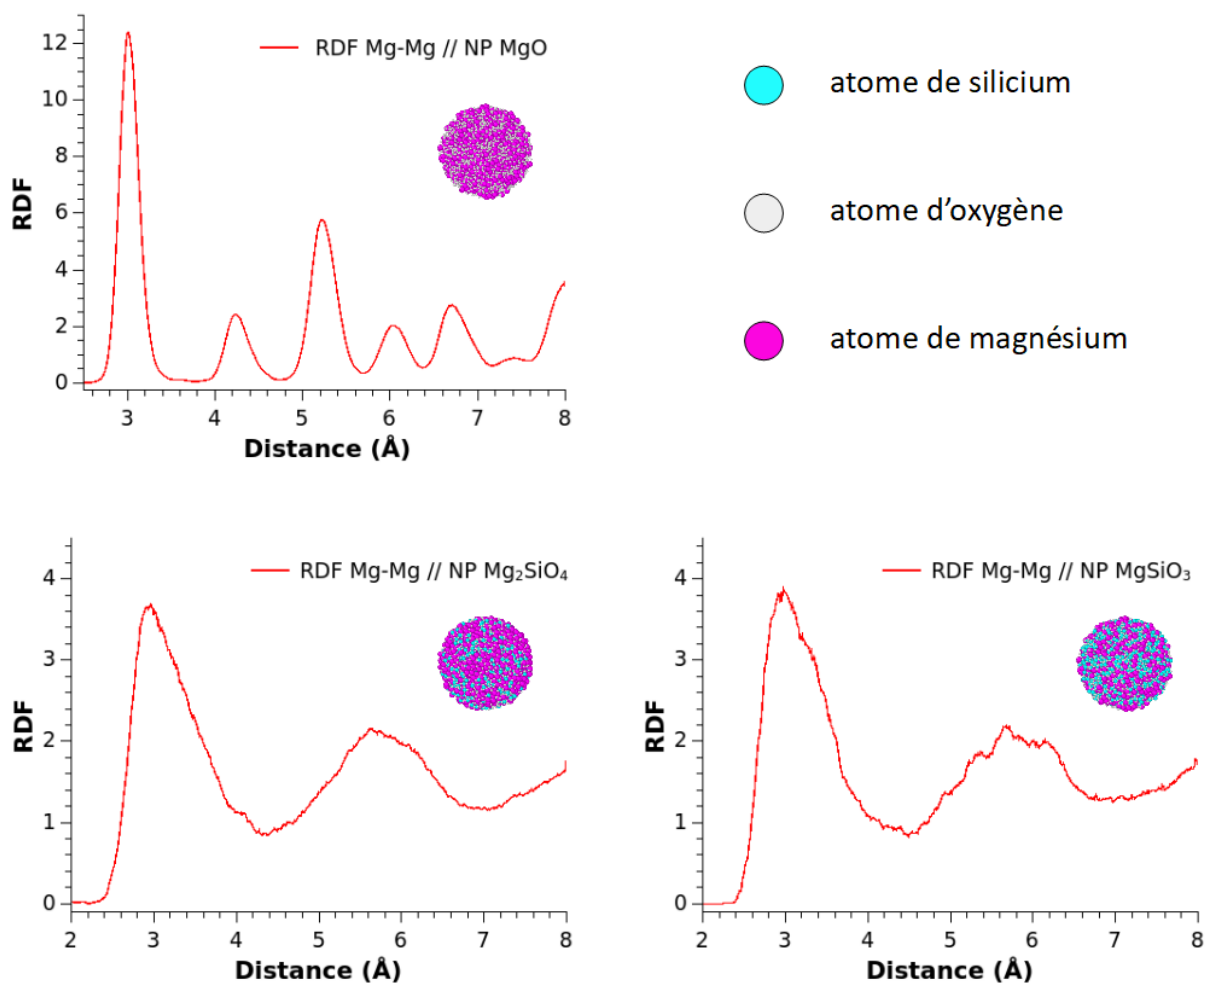 RDF Mg-Mg // NP MgO
12
10
8
6
4
2
0
RDF
3 4 5 6 7 8
Distance (Å)
atome de silicium
atome d’oxygène
atome de magnésium
RDF Mg-Mg // NP Mg₂SiO₄
4
3
2
1
0
RDF
2 3 4 5 6 7 8
Distance (Å)
RDF Mg-Mg // NP MgSiO₃
4
3
2
1
0
RDF
2 3 4 5 6 7 8
Distance (Å)